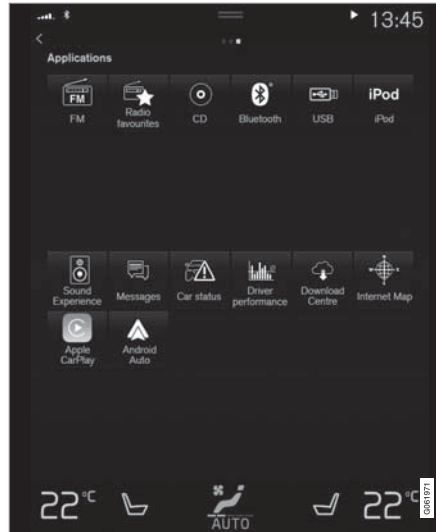 13:45
Applications
FM
FM Radio favourites CD Bluetooth USB iPod
iPod
Sound Experience Messages Car status Driver performance Download Centre Internet Map
Apple CarPlay Android Auto
22°C AUTO 22°C
G061971